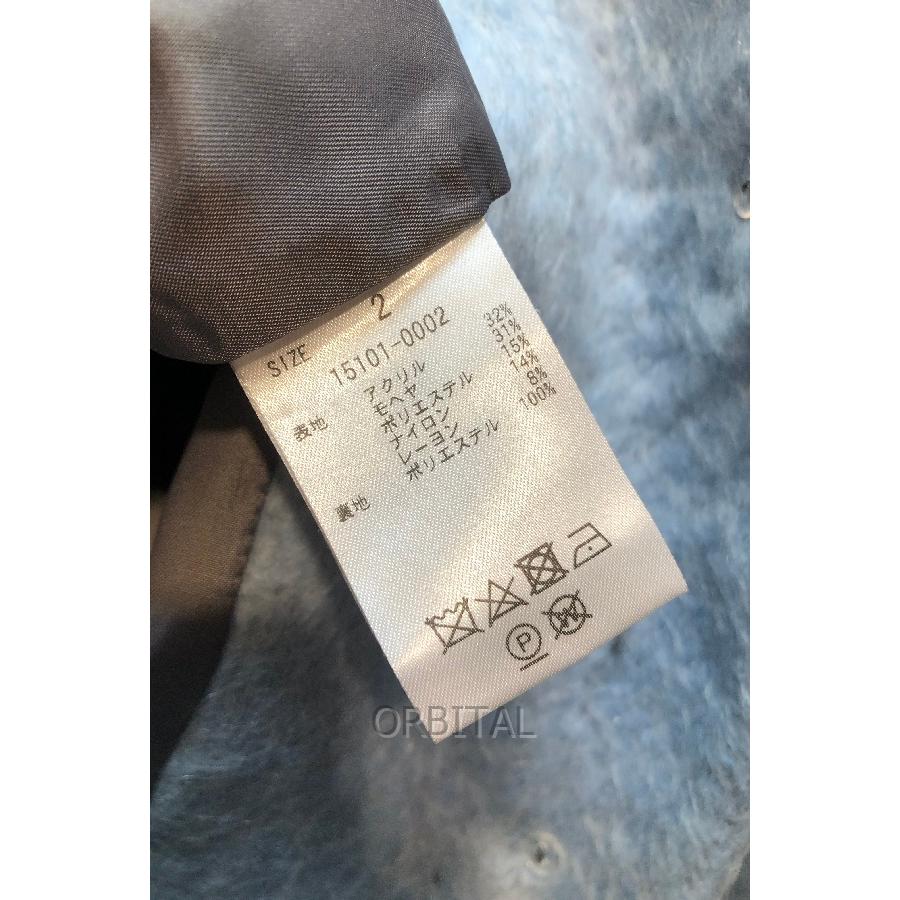 SIZE 2
15101-0002
表地 アクリル 32%
モヘヤ 31%
ポリエステル 15%
ナイロン 14%
レーヨン 8%
裏地 ポリエステル 100%
P W
ORBITAL